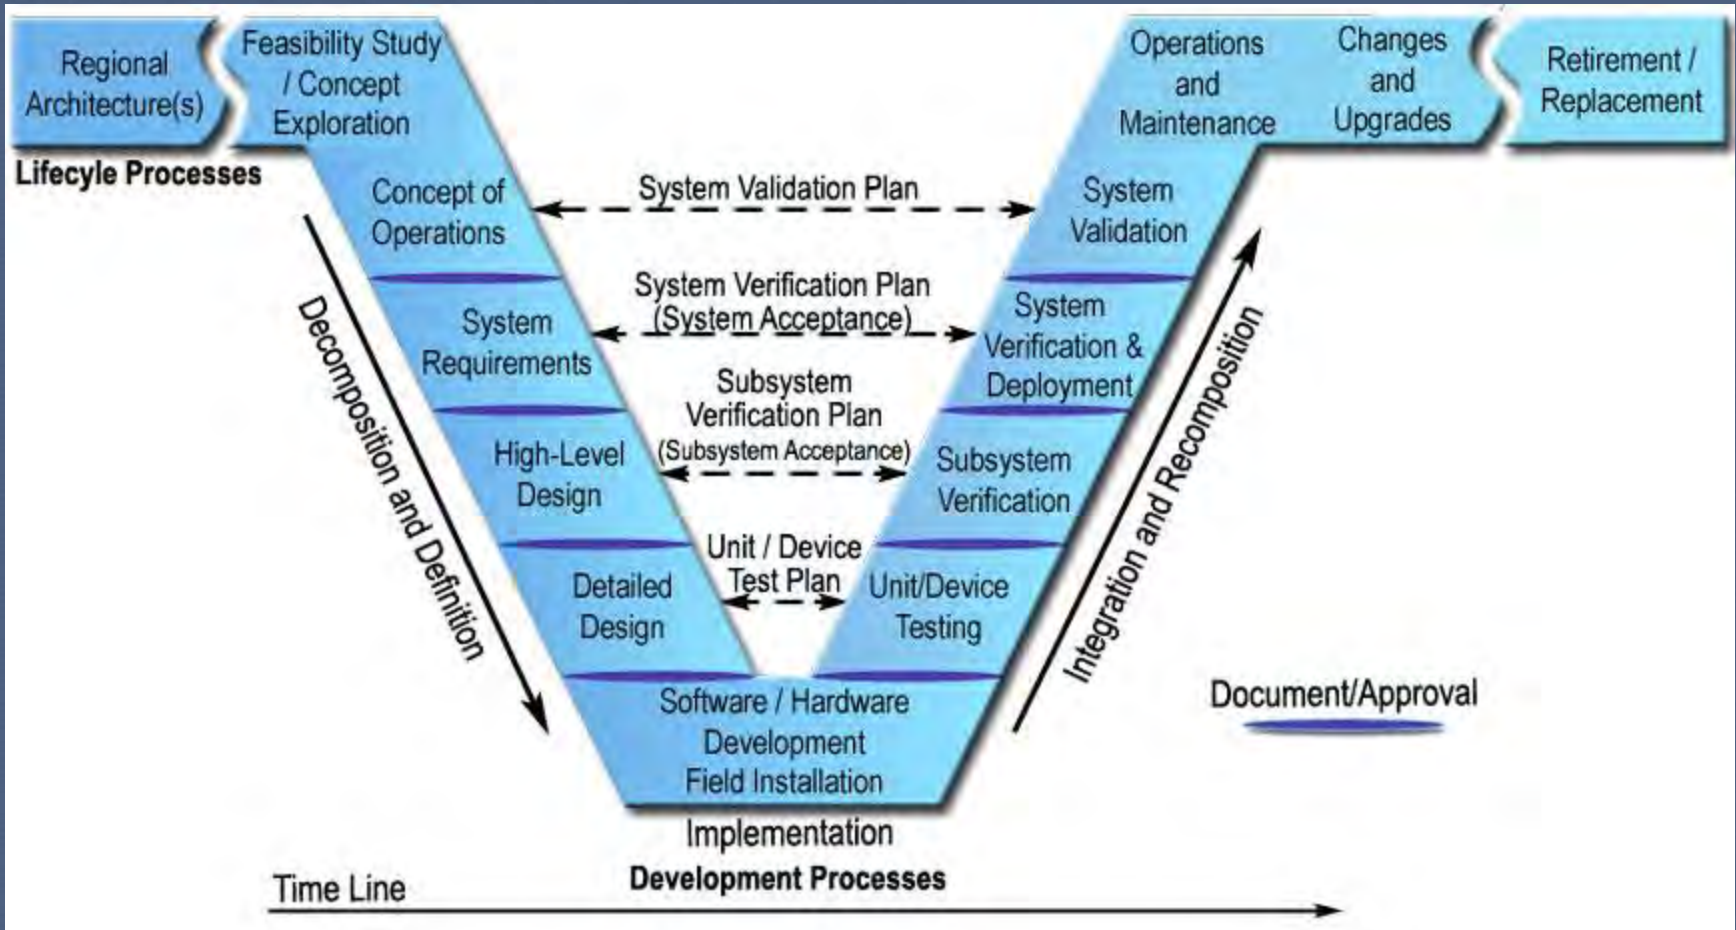 Regional
Architecture(s)
Feasibility Study
/ Concept
Exploration
Operations
and
Maintenance
Changes
and
Upgrades
Retirement /
Replacement
Lifecyle Processes
Concept of
Operations
System Validation Plan
System
Validation
System
Requirements
System Verification Plan
(System Acceptance)
System
Verification &
Deployment
High-Level
Design
Subsystem
Verification Plan
(Subsystem Acceptance)
Subsystem
Verification
Detailed
Design
Unit / Device
Test Plan
Unit/Device
Testing
Decomposition and Definition
Integration and Recomposition
Software / Hardware
Development
Field Installation
Document/Approval
Implementation
Development Processes
Time Line